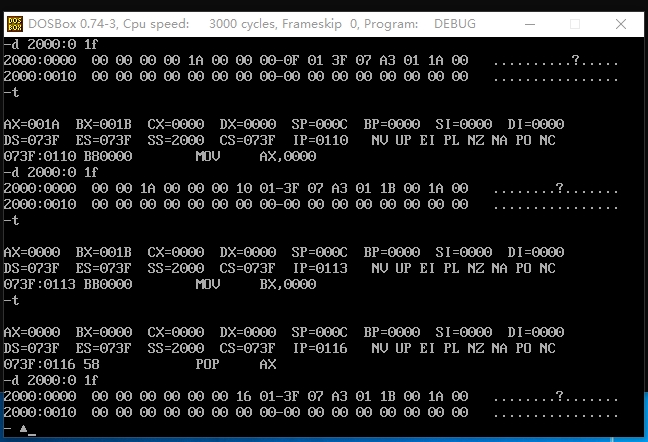 DOSBox 0.74-3, Cpu speed: 3000 cycles, Frameskip 0, Program: DEBUG
-d 2000:0 1f
2000:0000 00 00 00 00 1A 00 00 00-0F 01 3F 07 A3 01 1A 00 ..........?.....
2000:0010 00 00 00 00 00 00 00 00-00 00 00 00 00 00 00 00 ................
-t
AX=001A BX=001B CX=0000 DX=0000 SP=000C BP=0000 SI=0000 DI=0000
DS=073F ES=073F SS=2000 CS=073F IP=0110 NV UP EI PL NZ NA PO NC
073F:0110 B80000 MOV AX,0000
-d 2000:0 1f
2000:0000 00 00 1A 00 00 00 10 01-3F 07 A3 01 1B 00 1A 00 ........?.......
2000:0010 00 00 00 00 00 00 00 00-00 00 00 00 00 00 00 00 ................
-t
AX=0000 BX=001B CX=0000 DX=0000 SP=000C BP=0000 SI=0000 DI=0000
DS=073F ES=073F SS=2000 CS=073F IP=0113 NV UP EI PL NZ NA PO NC
073F:0113 BB0000 MOV BX,0000
-t
AX=0000 BX=0000 CX=0000 DX=0000 SP=000C BP=0000 SI=0000 DI=0000
DS=073F ES=073F SS=2000 CS=073F IP=0116 NV UP EI PL NZ NA PO NC
073F:0116 58 POP AX
-d 2000:0 1f
2000:0000 00 00 00 00 00 00 16 01-3F 07 A3 01 1B 00 1A 00 ........?.......
2000:0010 00 00 00 00 00 00 00 00-00 00 00 00 00 00 00 00 ................
- ▲_